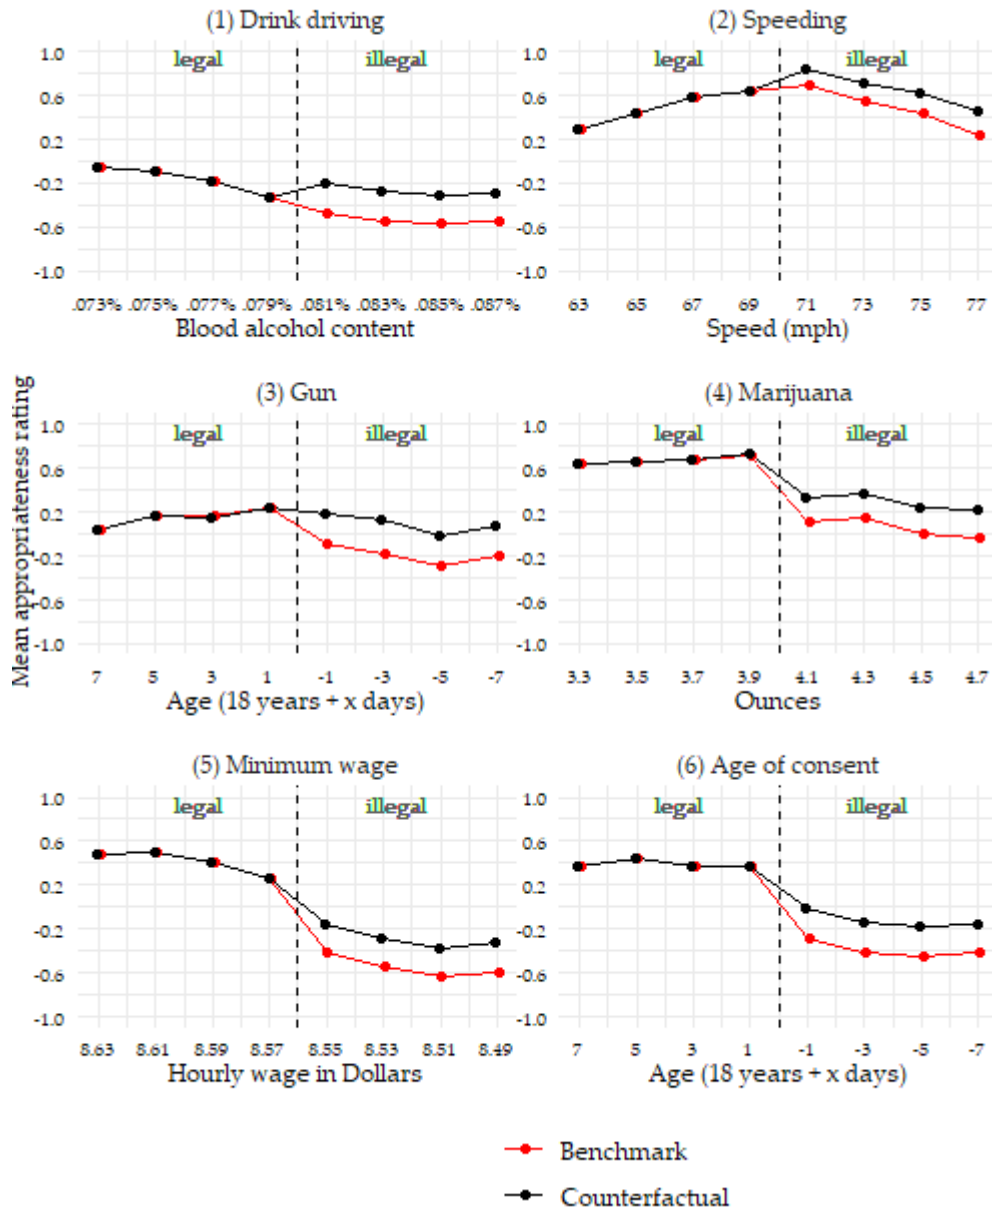 (1) Drink driving
1.0
0.6
0.2
-0.2
-0.6
-1.0
legal illegal
.073% .075% .077% .079% .081% .083% .085% .087%
Blood alcohol content
(2) Speeding
1.0
0.6
0.2
-0.2
-0.6
-1.0
legal illegal
63 65 67 69 71 73 75 77
Speed (mph)
Mean appropriateness rating
(3) Gun
1.0
0.6
0.2
-0.2
-0.6
-1.0
legal illegal
7 5 3 1 -1 -3 -5 -7
Age (18 years + x days)
(4) Marijuana
1.0
0.6
0.2
-0.2
-0.6
-1.0
legal illegal
3.3 3.5 3.7 3.9 4.1 4.3 4.5 4.7
Ounces
(5) Minimum wage
1.0
0.6
0.2
-0.2
-0.6
-1.0
legal illegal
8.63 8.61 8.59 8.57 8.55 8.53 8.51 8.49
Hourly wage in Dollars
(6) Age of consent
1.0
0.6
0.2
-0.2
-0.6
-1.0
legal illegal
7 5 3 1 -1 -3 -5 -7
Age (18 years + x days)
Benchmark
Counterfactual